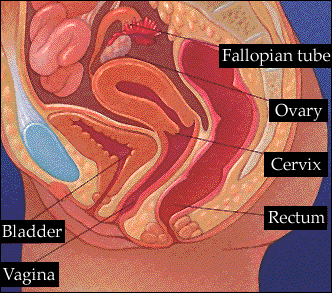 Fallopian tube
Ovary
Cervix
Rectum
Bladder
Vagina